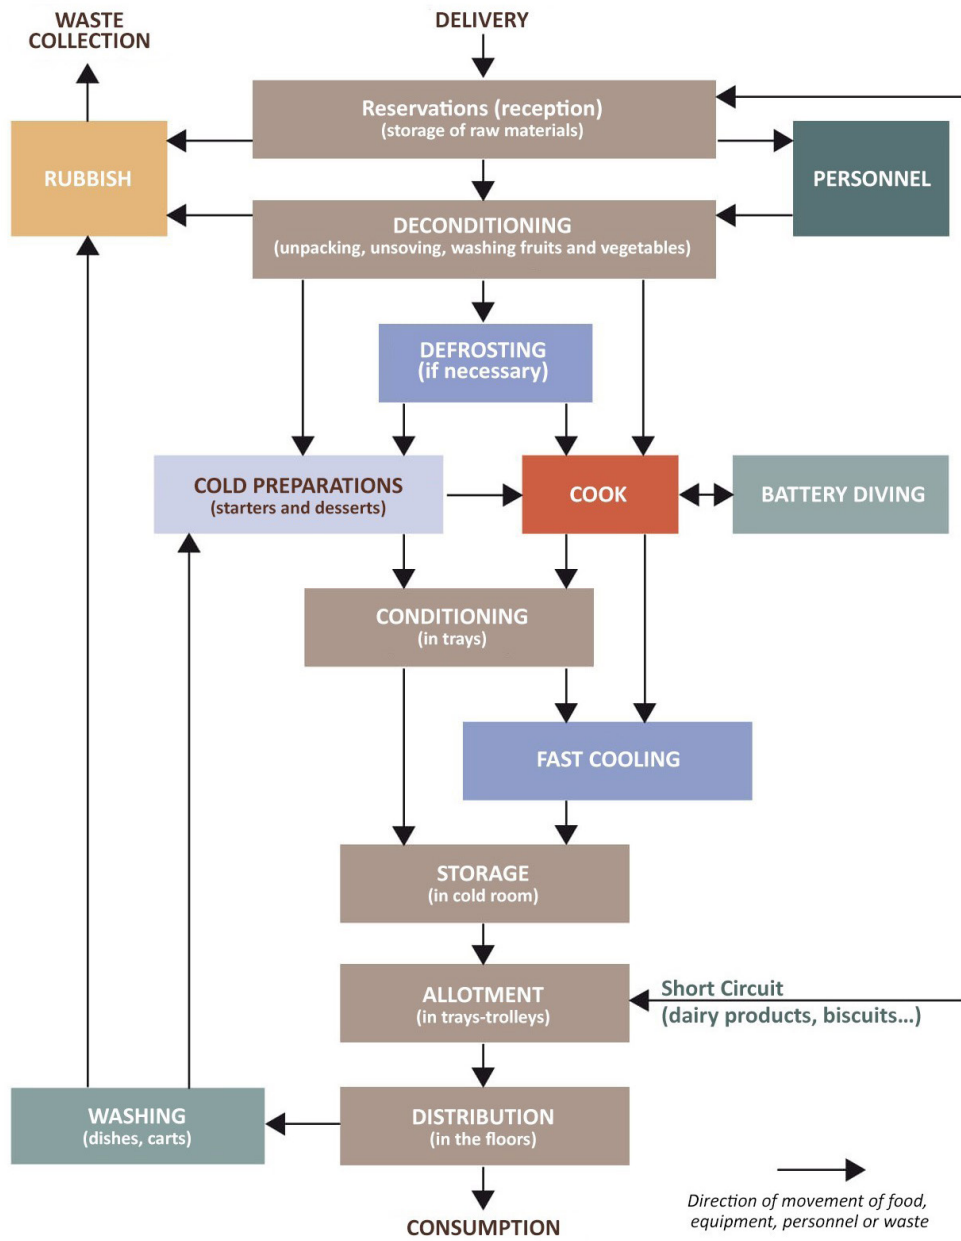 WASTE
COLLECTION
DELIVERY
Reservations (reception)
(storage of raw materials)
RUBBISH
PERSONNEL
DECONDITIONING
(unpacking, unsoving, washing fruits and vegetables)
DEFROSTING
(if necessary)
COLD PREPARATIONS
(starters and desserts)
COOK
BATTERY DIVING
CONDITIONING
(in trays)
FAST COOLING
STORAGE
(in cold room)
ALLOTMENT
(in trays-trolleys)
Short Circuit
(dairy products, biscuits...)
WASHING
(dishes, carts)
DISTRIBUTION
(in the floors)
CONSUMPTION
Direction of movement of food,
equipment, personnel or waste